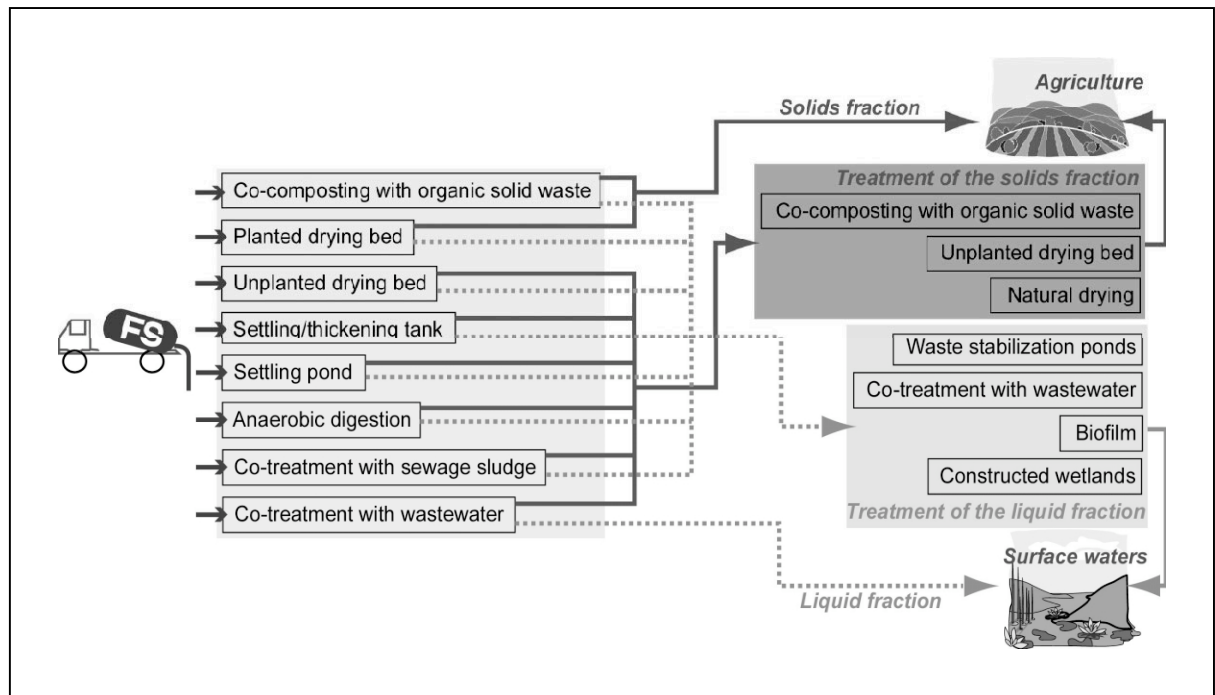 Agriculture
Solids fraction
Treatment of the solids fraction
Co-composting with organic solid waste
Co-composting with organic solid waste
Planted drying bed
Unplanted drying bed
Unplanted drying bed
Natural drying
FS
Settling/thickening tank
Waste stabilization ponds
Settling pond
Co-treatment with wastewater
Anaerobic digestion
Biofilm
Co-treatment with sewage sludge
Constructed wetlands
Co-treatment with wastewater
Treatment of the liquid fraction
Surface waters
Liquid fraction